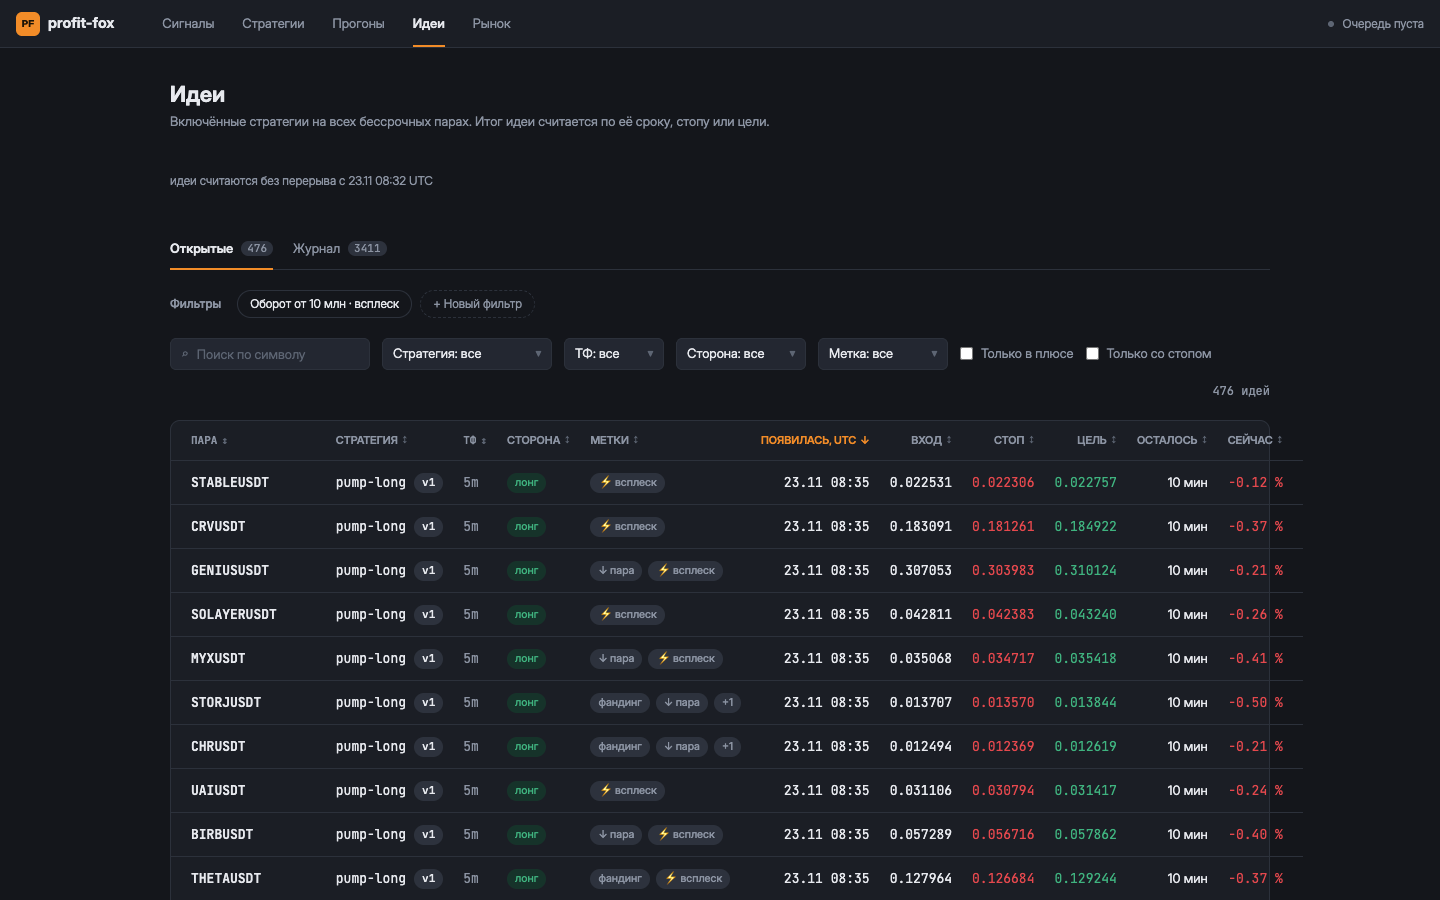 PF profit-fox Сигналы Стратегии Прогоны Идеи Рынок Очередь пуста
Идеи
Включённые стратегии на всех бессрочных парах. Итог идеи считается по её сроку, стопу или цели.
идеи считаются без перерыва с 23.11 08:32 UTC
Открытые 476 Журнал 3411
Фильтры Оборот от 10 млн · всплеск + Новый фильтр
Поиск по символу Стратегия: все ТФ: все Сторона: все Метка: все Только в плюсе Только со стопом
476 идей
ПАРА ↕ СТРАТЕГИЯ ↕ ТФ ↕ СТОРОНА ↕ МЕТКИ ↕ ПОЯВИЛАСЬ, UTC ↓ ВХОД ↕ СТОП ↕ ЦЕЛЬ ↕ ОСТАЛОСЬ ↕ СЕЙЧАС ↕
STABLEUSDT pump-long v1 5m лонг ⚡ всплеск 23.11 08:35 0.022531 0.022306 0.022757 10 мин -0.12 %
CRVUSDT pump-long v1 5m лонг ⚡ всплеск 23.11 08:35 0.183091 0.181261 0.184922 10 мин -0.37 %
GENIUSUSDT pump-long v1 5m лонг ↓ пара ⚡ всплеск 23.11 08:35 0.307053 0.303983 0.310124 10 мин -0.21 %
SOLAYERUSDT pump-long v1 5m лонг ⚡ всплеск 23.11 08:35 0.042811 0.042383 0.043240 10 мин -0.26 %
MYXUSDT pump-long v1 5m лонг ↓ пара ⚡ всплеск 23.11 08:35 0.035068 0.034717 0.035418 10 мин -0.41 %
STORJUSDT pump-long v1 5m лонг фандинг ↓ пара +1 23.11 08:35 0.013707 0.013570 0.013844 10 мин -0.50 %
CHRUSDT pump-long v1 5m лонг фандинг ↓ пара +1 23.11 08:35 0.012494 0.012369 0.012619 10 мин -0.21 %
UAIUSDT pump-long v1 5m лонг ⚡ всплеск 23.11 08:35 0.031106 0.030794 0.031417 10 мин -0.24 %
BIRBUSDT pump-long v1 5m лонг ↓ пара ⚡ всплеск 23.11 08:35 0.057289 0.056716 0.057862 10 мин -0.40 %
THETAUSDT pump-long v1 5m лонг фандинг ⚡ всплеск 23.11 08:35 0.127964 0.126684 0.129244 10 мин -0.37 %